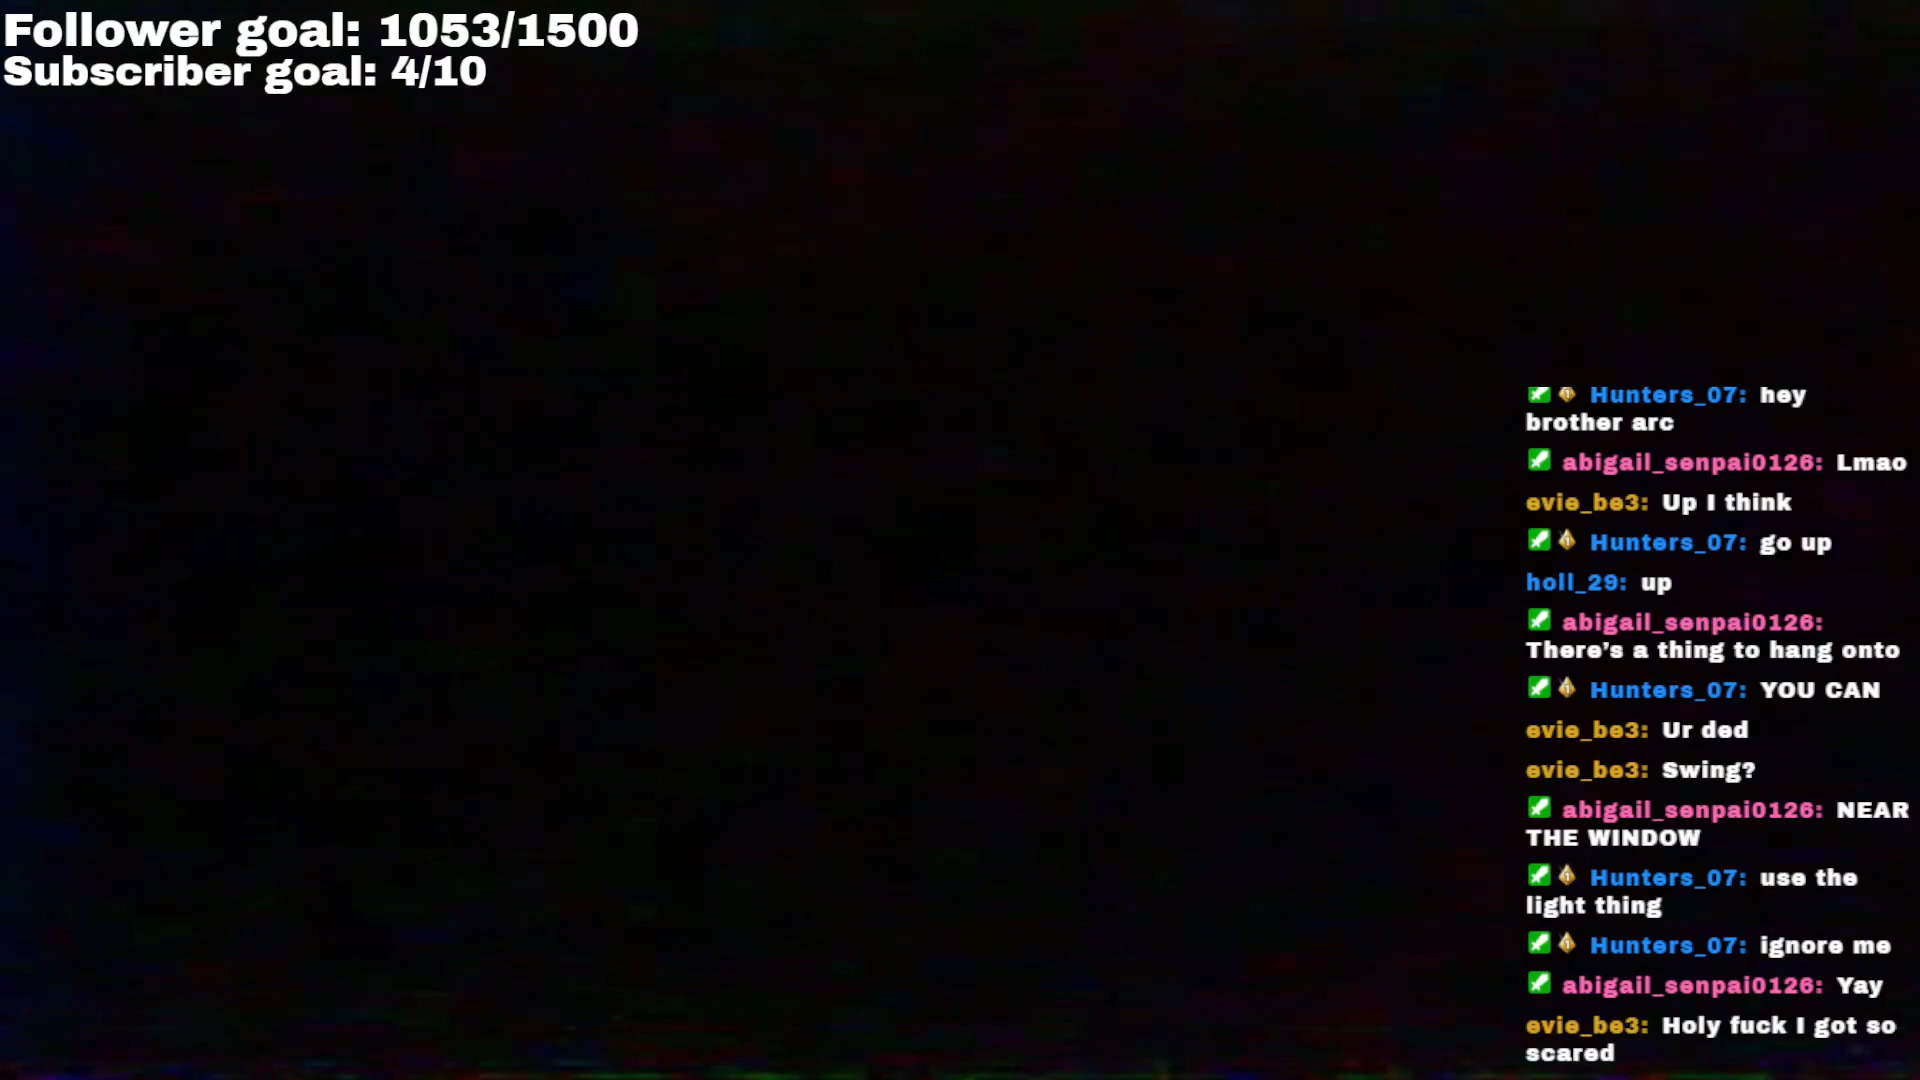 Follower goal: 1053/1500
Subscriber goal: 4/10
Hunters_07: hey
brother arc
abigail_senpai0126: Lmao
evie_be3: Up I think
Hunters_07: go up
holl_29: up
abigail_senpai0126:
There's a thing to hang onto
Hunters_07: YOU CAN
evie_be3: Ur ded
evie_be3: Swing?
abigail_senpai0126: NEAR
THE WINDOW
Hunters_07: use the
light thing
Hunters_07: ignore me
abigail_senpai0126: Yay
evie_be3: Holy fuck I got so
scared